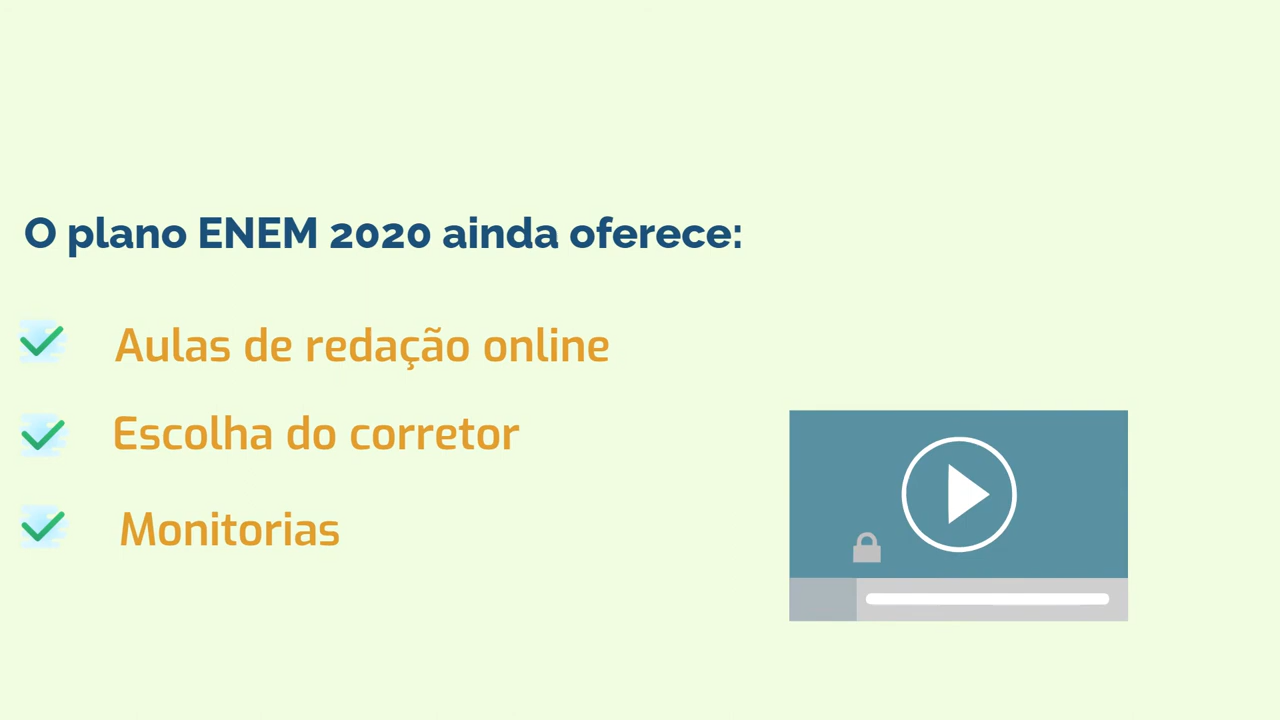 O plano ENEM 2020 ainda oferece:
Aulas de redação online
Escolha do corretor
Monitorias